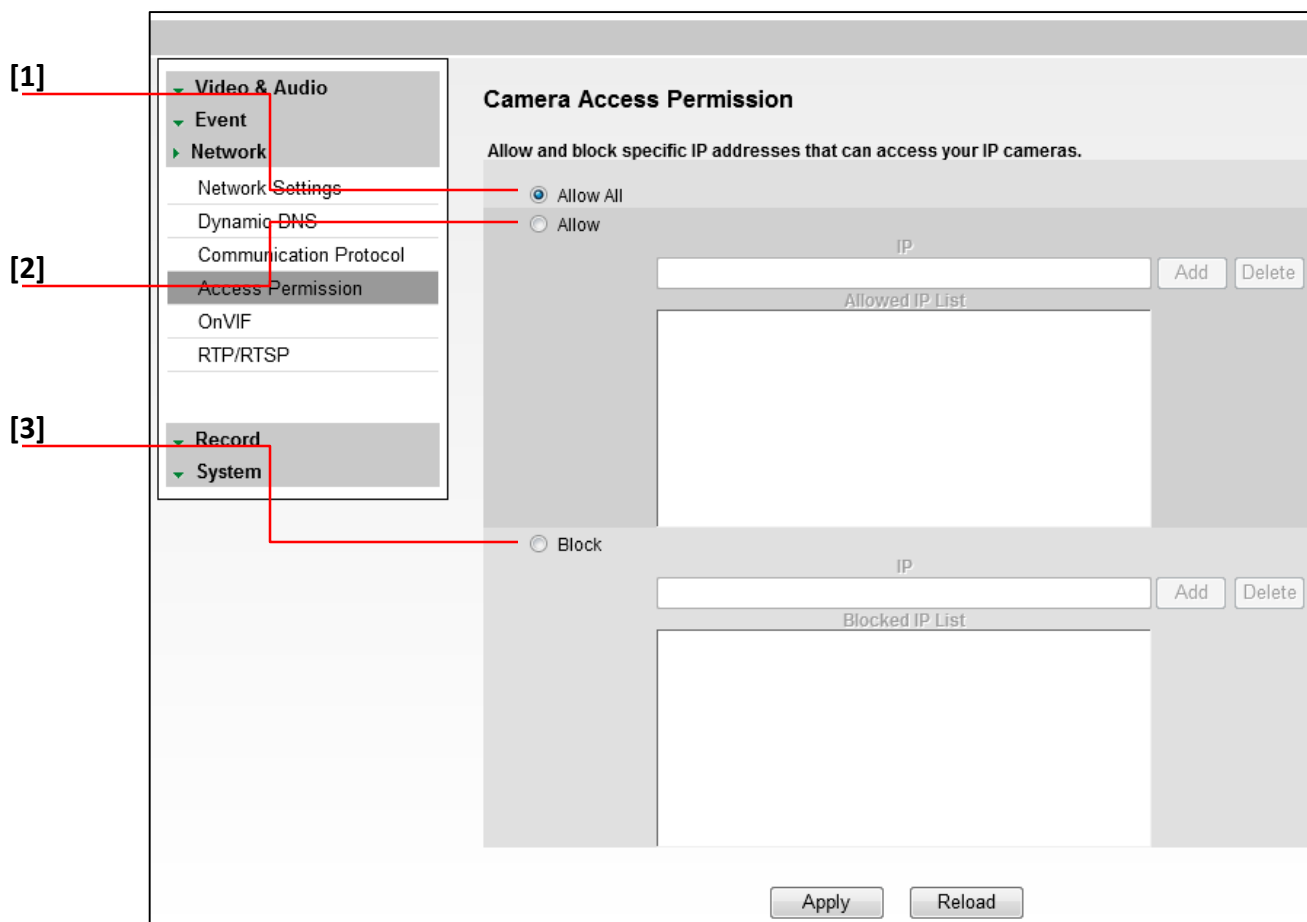 [1]
Video & Audio
Event
Network
Network Settings
Dynamic DNS
[2]
Communication Protocol
Access Permission
OnVIF
RTP/RTSP
[3]
Record
System
Camera Access Permission
Allow and block specific IP addresses that can access your IP cameras.
Allow All
Allow
IP
Add Delete
Allowed IP List
Block
IP
Add Delete
Blocked IP List
Apply Reload